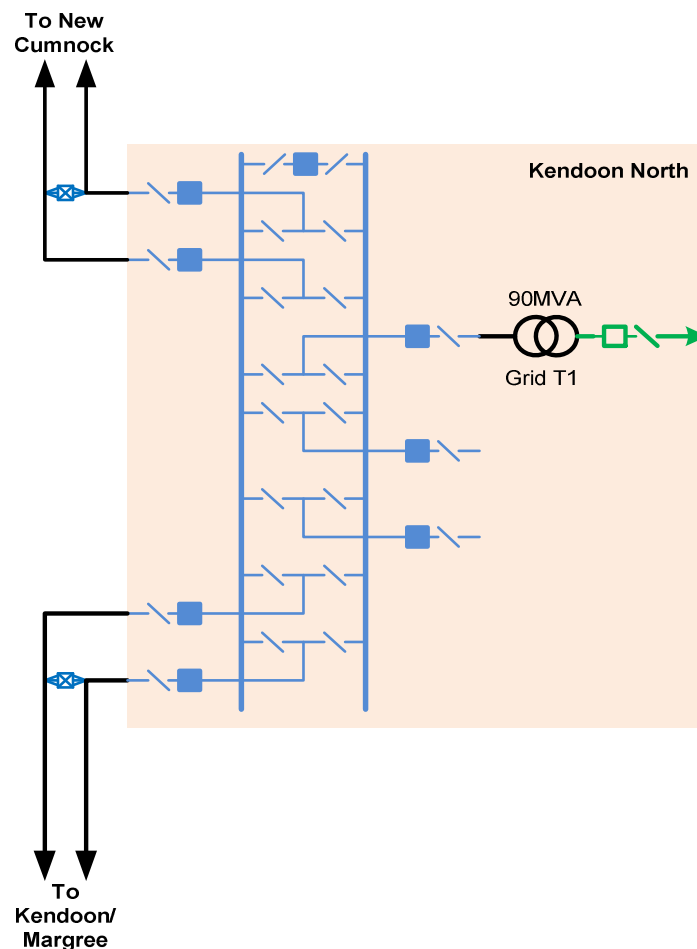 To New
Cumnock
Kendoon North
90MVA
Grid T1
To
Kendoon/
Margree